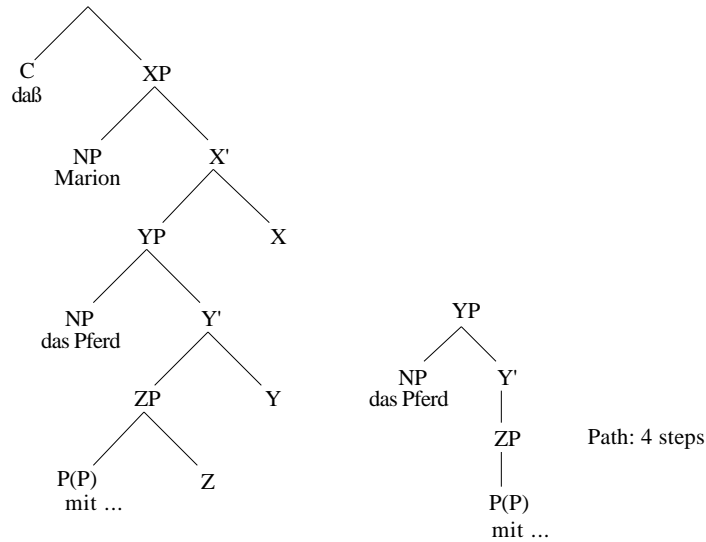 C
daß
XP
NP
Marion
X'
YP
X
NP
das Pferd
Y'
ZP
Y
P(P)
mit ...
Z
YP
NP
das Pferd
Y'
ZP
Path: 4 steps
P(P)
mit ...